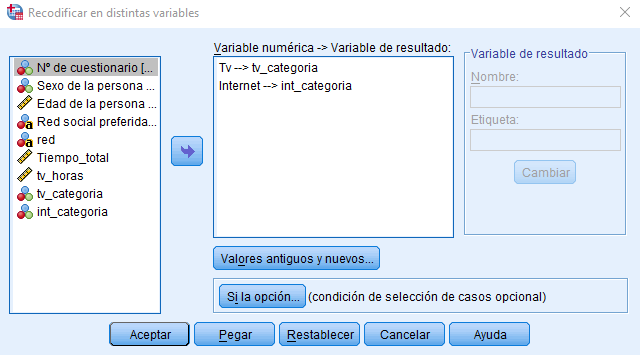 Recodificar en distintas variables
Nº de cuestionario [...
Sexo de la persona ...
Edad de la persona ...
Red social preferida...
red
Tiempo_total
tv_horas
tv_categoria
int_categoria
Variable numérica -> Variable de resultado:
Tv --> tv_categoria
Internet --> int_categoria
Variable de resultado
Nombre:
Etiqueta:
Cambiar
Valores antiguos y nuevos...
Si la opción... (condición de selección de casos opcional)
Aceptar Pegar Restablecer Cancelar Ayuda